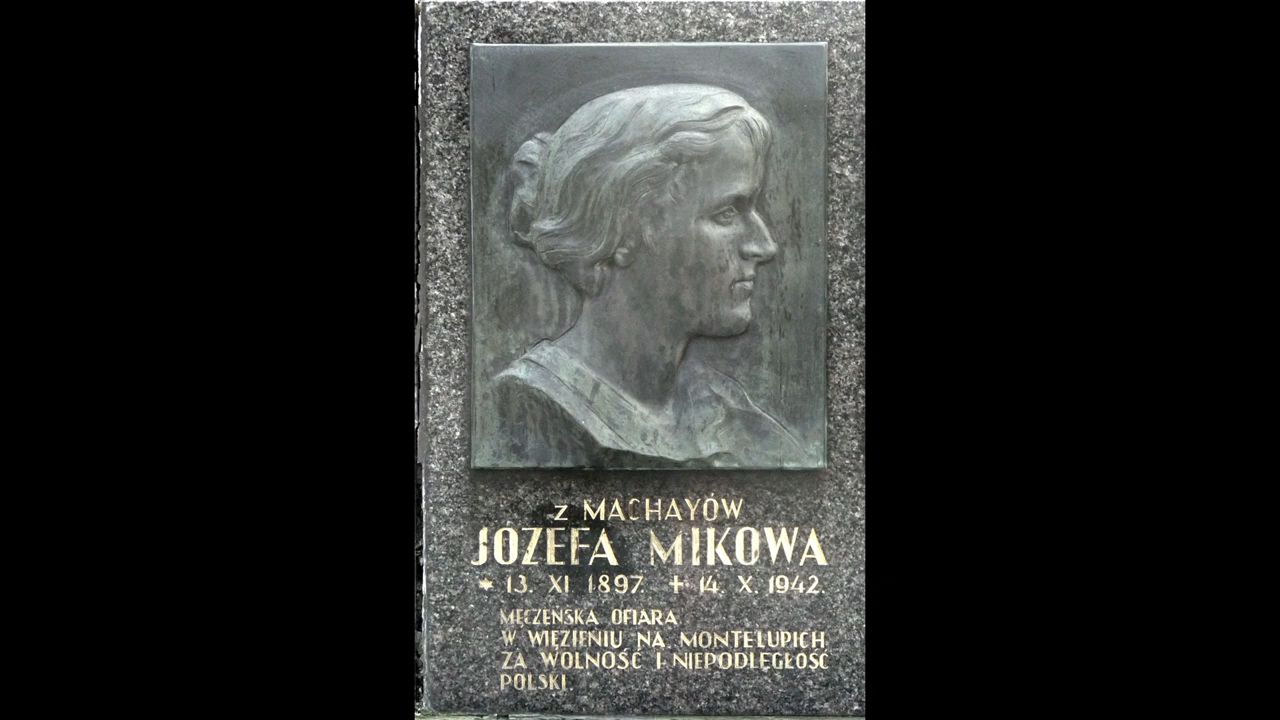 z MACHAYÓW
JÓZEFA MIKOWA
* 13. XI 1897. + 14. X. 1942.
MĘCZEŃSKA OFIARA
W WIĘZIENIU NA MONTELUPICH
ZA WOLNOŚĆ I NIEPODLEGŁOŚĆ
POLSKI.